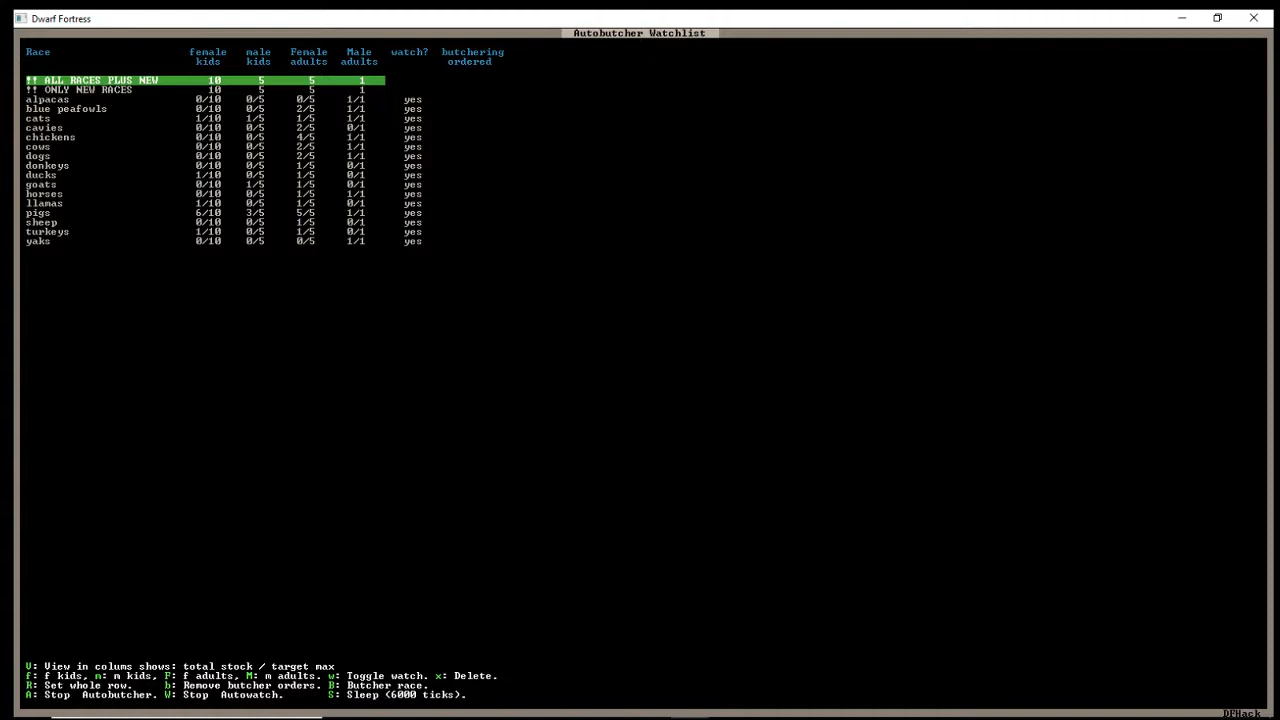 Dwarf Fortress
Autobutcher Watchlist
Race female male Female Male watch? butchering
kids kids adults adults ordered
!! ALL RACES PLUS NEW 10 5 5 1
!! ONLY NEW RACES 10 5 5 1
alpacas 0/10 0/5 0/5 1/1 yes
blue peafowls 0/10 0/5 2/5 1/1 yes
cats 1/10 1/5 1/5 1/1 yes
cavies 0/10 0/5 2/5 0/1 yes
chickens 0/10 0/5 4/5 1/1 yes
cows 0/10 0/5 2/5 1/1 yes
dogs 0/10 0/5 2/5 1/1 yes
donkeys 0/10 0/5 1/5 0/1 yes
ducks 1/10 0/5 1/5 1/1 yes
goats 0/10 1/5 1/5 0/1 yes
horses 0/10 0/5 1/5 1/1 yes
llamas 1/10 0/5 1/5 0/1 yes
pigs 6/10 3/5 5/5 1/1 yes
sheep 0/10 0/5 1/5 0/1 yes
turkeys 1/10 0/5 1/5 0/1 yes
yaks 0/10 0/5 0/5 1/1 yes
V: View in colums shows: total stock / target max
f: f kids, m: m kids, F: f adults, M: m adults. w: Toggle watch. x: Delete.
R: Set whole row. b: Remove butcher orders. B: Butcher race.
A: Stop Autobutcher. W: Stop Autowatch. S: Sleep (6000 ticks).
DFHack